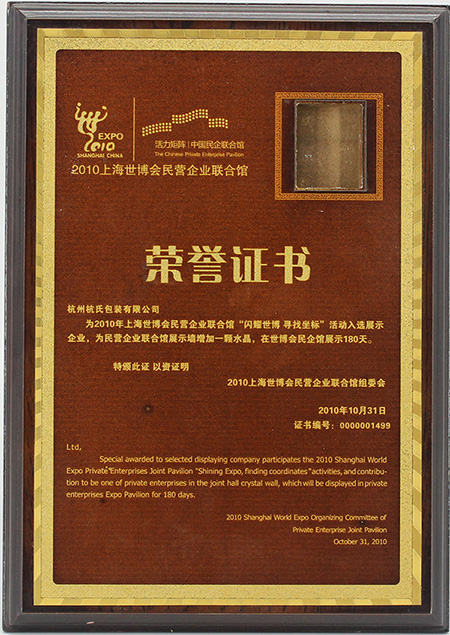 EXPO
2010
SHANGHAI CHINA
活力矩阵 | 中国民企联合馆
The Chinese Private Enterprise Pavilion
2010上海世博会民营企业联合馆
荣誉证书
杭州杭氏包装有限公司
为2010年上海世博会民营企业联合馆“闪耀世博 寻找坐标”活动入选展示
企业，为民营企业联合馆展示墙增加一颗水晶，在世博会民企馆展示180天。
特颁此证 以资证明
2010上海世博会民营企业联合馆组委会
2010年10月31日
证书编号：0000001499
Ltd,
Special awarded to selected displaying company participates the 2010 Shanghai World
Expo Private Enterprises Joint Pavilion "Shining Expo, finding coordinates" activities, and contribu-
tion to be one of private enterprises in the joint hall crystal wall, which will be displayed in private
enterprises Expo Pavilion for 180 days.
2010 Shanghai World Expo Organizing Committee of
Private Enterprise Joint Pavilion
October 31, 2010